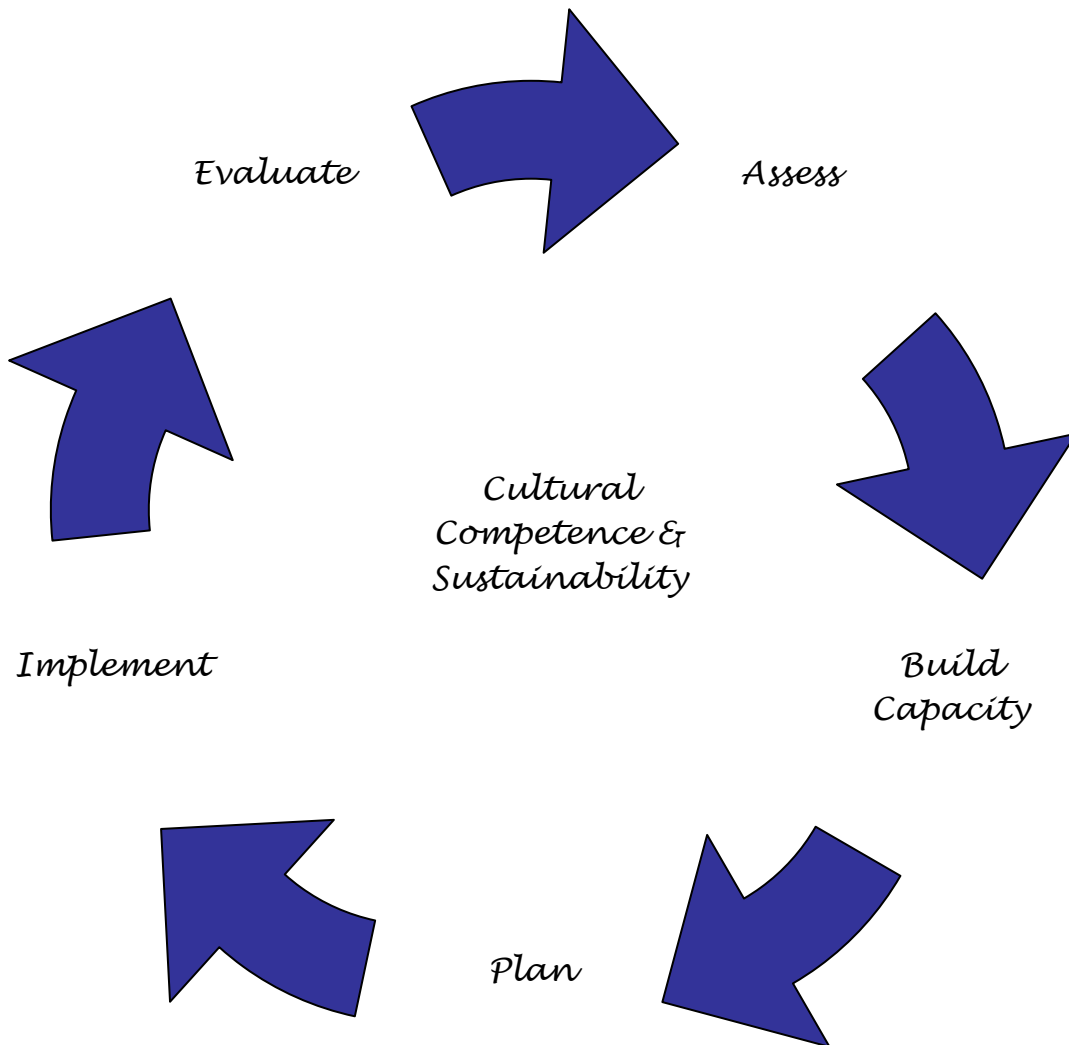 Evaluate
Assess
Cultural
Competence &
Sustainability
Implement
Build
Capacity
Plan